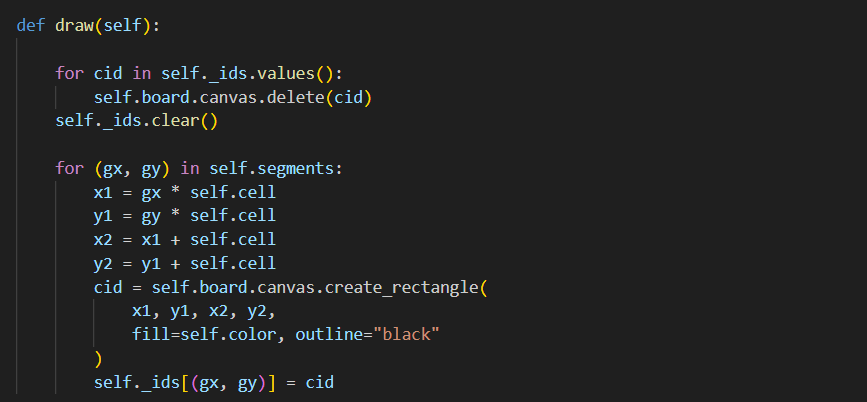 def draw(self):
for cid in self._ids.values():
self.board.canvas.delete(cid)
self._ids.clear()
for (gx, gy) in self.segments:
x1 = gx * self.cell
y1 = gy * self.cell
x2 = x1 + self.cell
y2 = y1 + self.cell
cid = self.board.canvas.create_rectangle(
x1, y1, x2, y2,
fill=self.color, outline="black"
)
self._ids[(gx, gy)] = cid